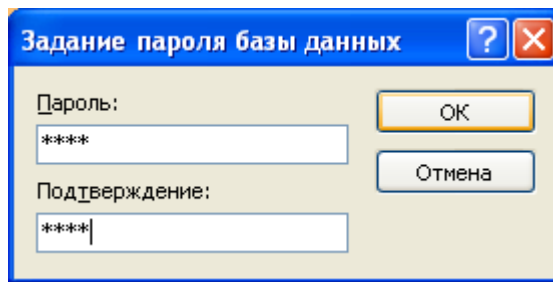 Задание пароля базы данных
Пароль:
****
Подтверждение:
****
ОК
Отмена